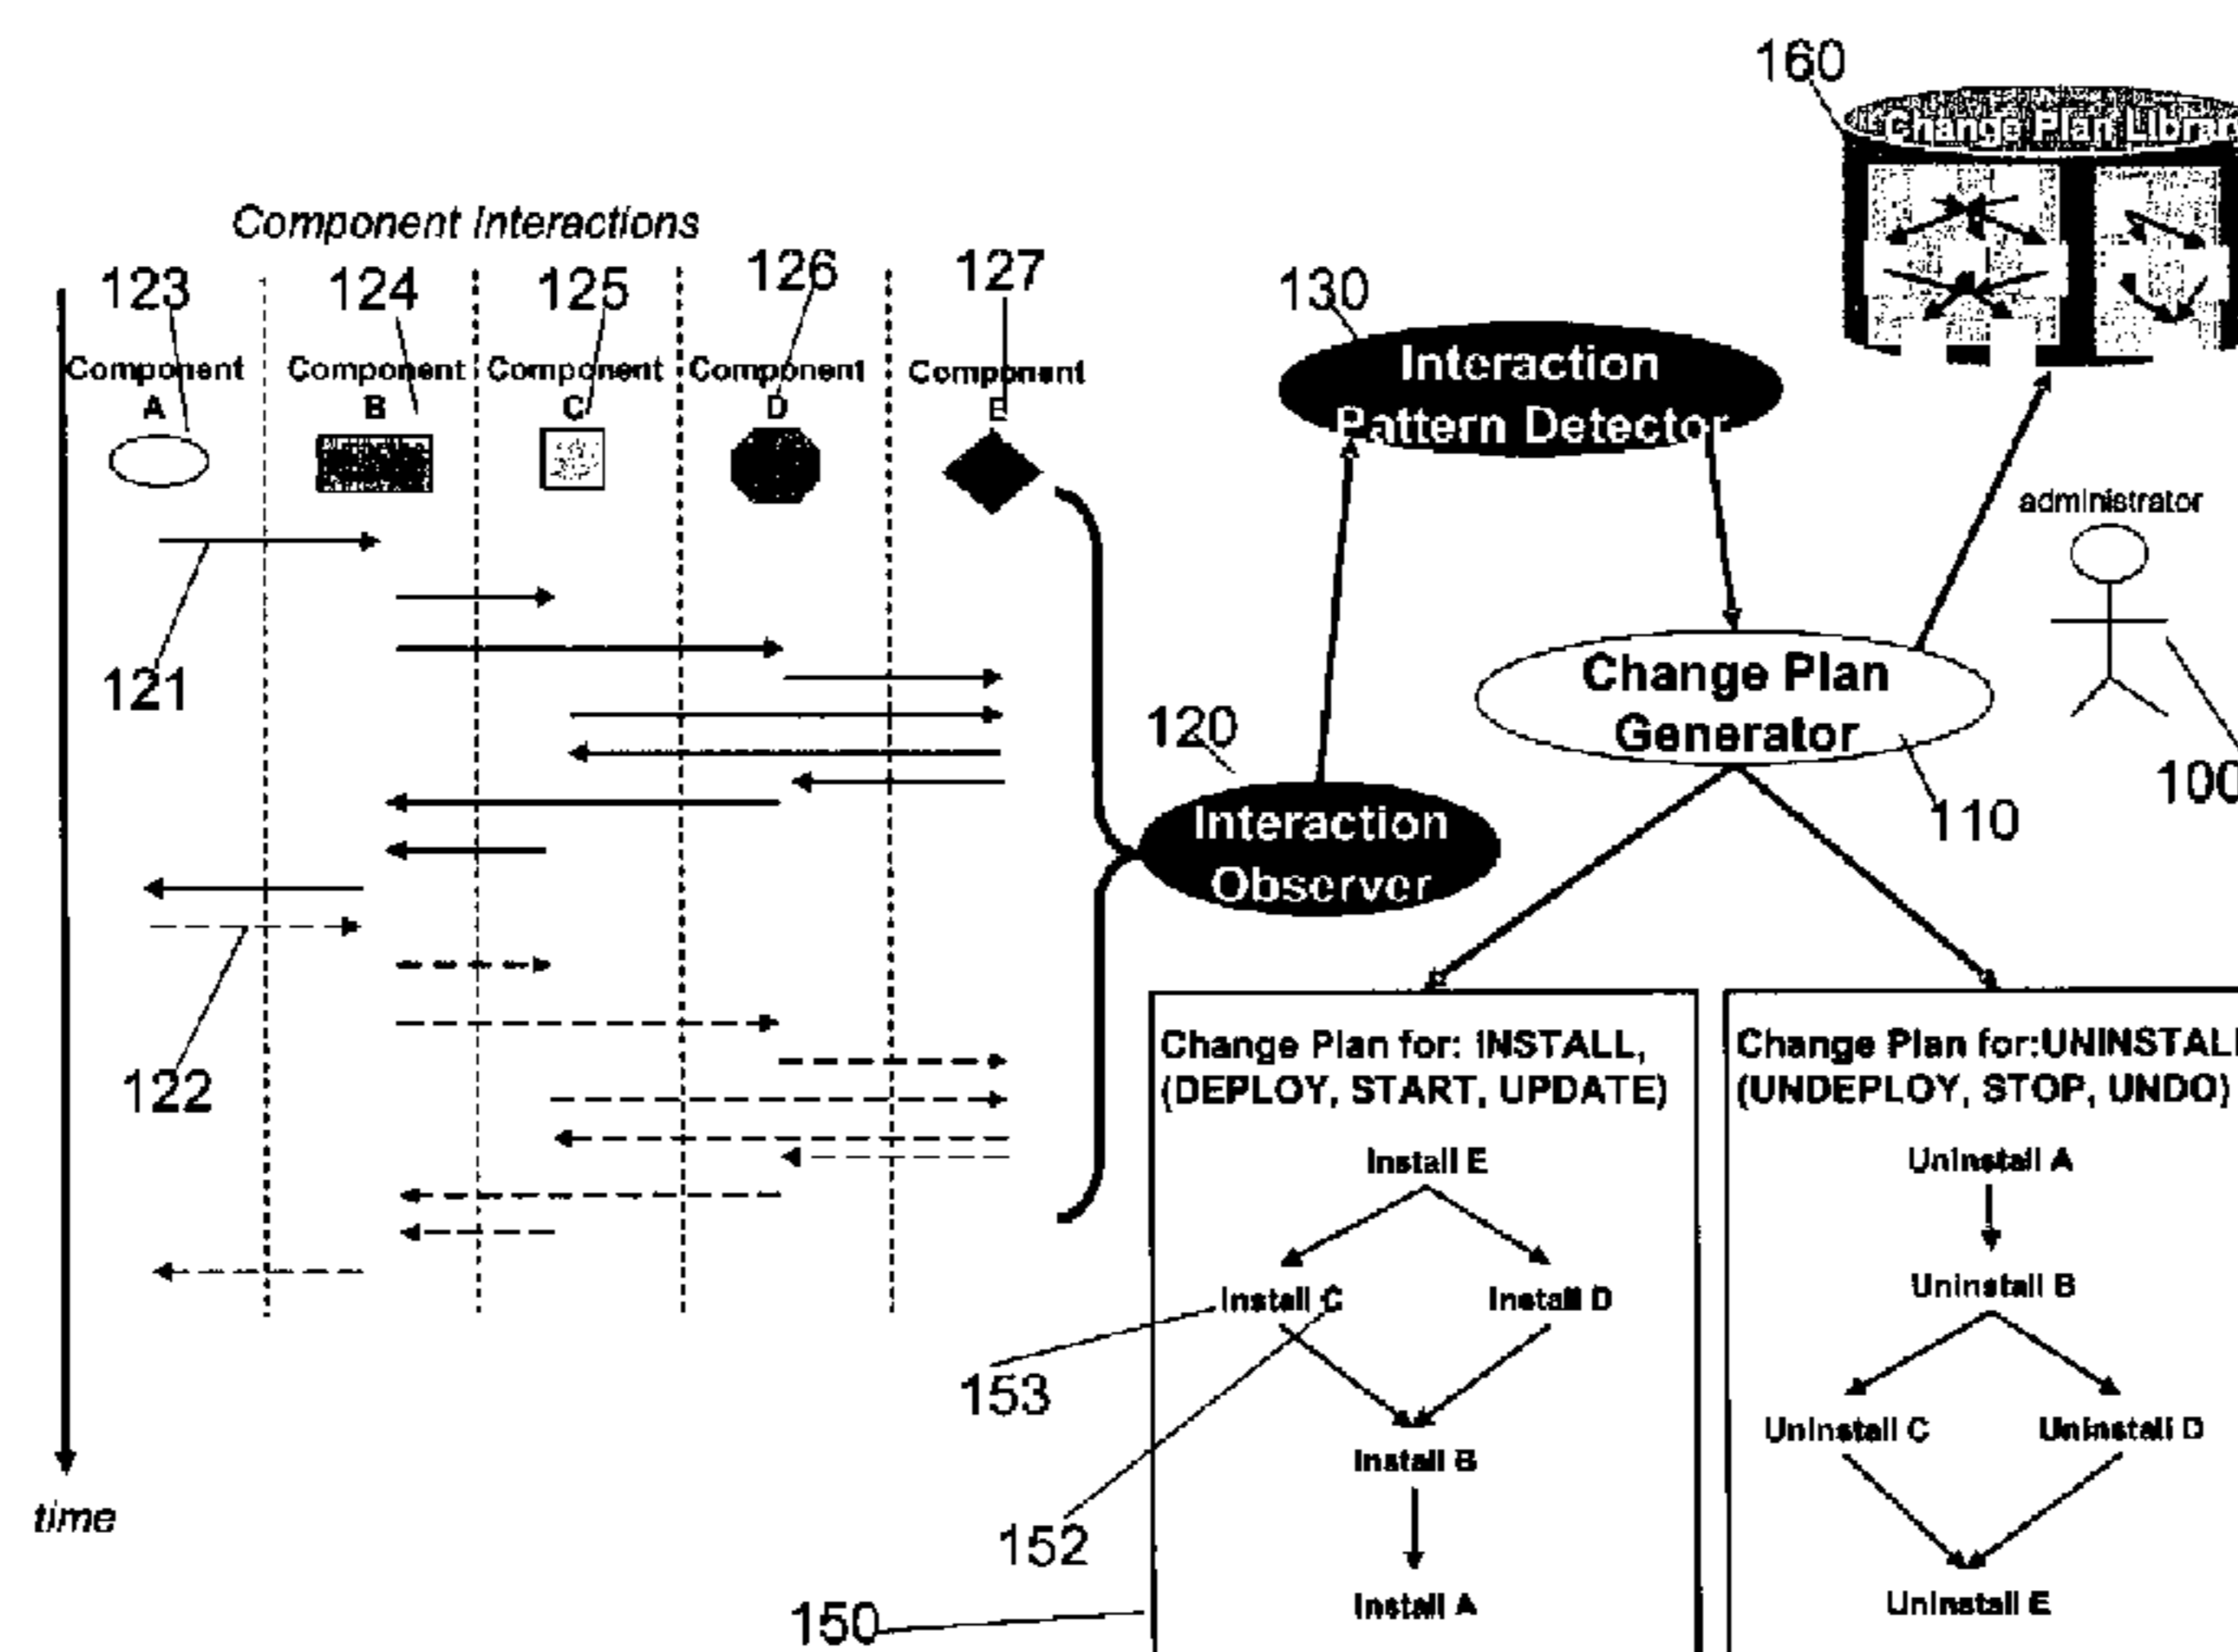 160
Change Plan Library
Component Interactions
123
124
125
126
127
130
Component
A
Component
B
Component
C
Component
D
Component
E
Interaction
Pattern Detector
administrator
121
Change Plan
Generator
120
100
110
Interaction
Observer
122
Change Plan for: INSTALL,
(DEPLOY, START, UPDATE)
Install E
Install C
Install D
Install B
Install A
Change Plan for:UNINSTALL
(UNDEPLOY, STOP, UNDO)
Uninstall A
Uninstall B
Uninstall C
Uninstall D
Uninstall E
153
152
150
time